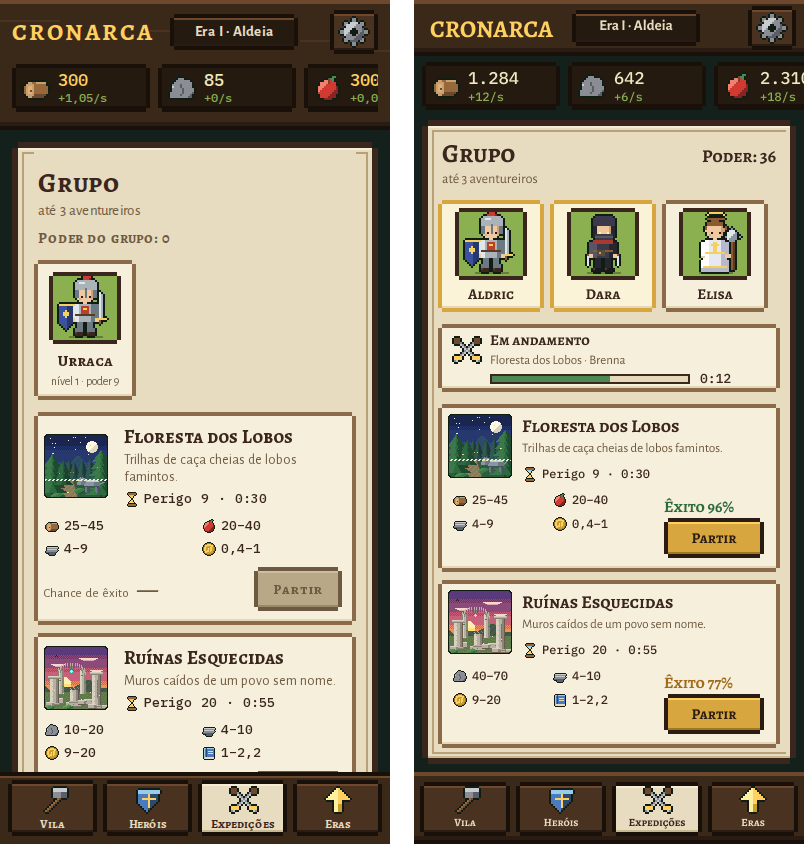 CRONARCA
Era I · Aldeia
300
+1,05/s
85
+0/s
300
+0,0
Grupo
até 3 aventureiros
Poder do grupo: 0
Urraca
nível 1 · poder 9
Floresta dos Lobos
Trilhas de caça cheias de lobos
famintos.
Perigo 9 · 0:30
25–45
20–40
4–9
0,4–1
Chance de êxito —
Partir
Ruínas Esquecidas
Muros caídos de um povo sem nome.
Perigo 20 · 0:55
10–20
4–10
9–20
1–2,2
Vila
Heróis
Expedições
Eras
CRONARCA
Era I · Aldeia
1.284
+12/s
642
+6/s
2.310
+18/s
Grupo
Poder: 36
até 3 aventureiros
Aldric
Dara
Elisa
Em andamento
Floresta dos Lobos · Brenna
0:12
Floresta dos Lobos
Trilhas de caça cheias de lobos famintos.
Perigo 9 · 0:30
25–45
20–40
4–9
0,4–1
Êxito 96%
Partir
Ruínas Esquecidas
Muros caídos de um povo sem nome.
Perigo 20 · 0:55
40–70
4–10
9–20
1–2,2
Êxito 77%
Partir
Vila
Heróis
Expedições
Eras